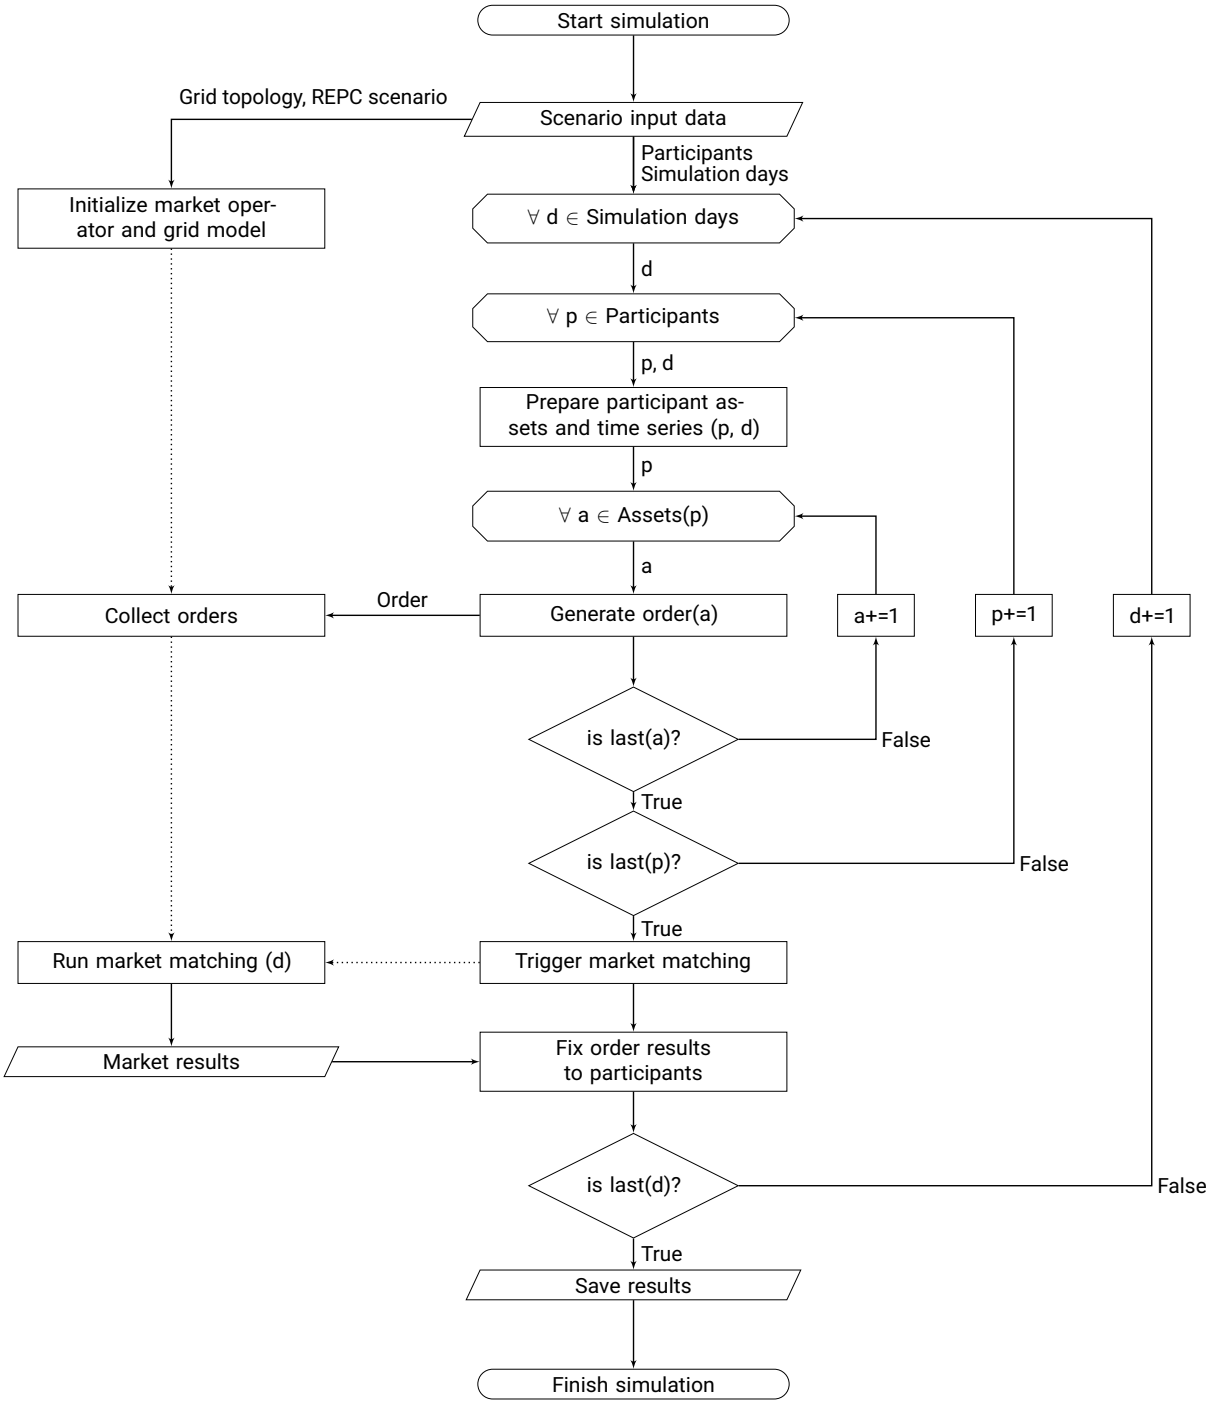 Start simulation
Grid topology, REPC scenario
Scenario input data
Participants
Simulation days
Initialize market oper-
ator and grid model
∀ d ∈ Simulation days
d
∀ p ∈ Participants
p, d
Prepare participant as-
sets and time series (p, d)
p
∀ a ∈ Assets(p)
a
Collect orders
Order
Generate order(a)
a+=1
p+=1
d+=1
is last(a)?
False
True
is last(p)?
False
True
Run market matching (d)
Trigger market matching
Market results
Fix order results
to participants
is last(d)?
False
True
Save results
Finish simulation